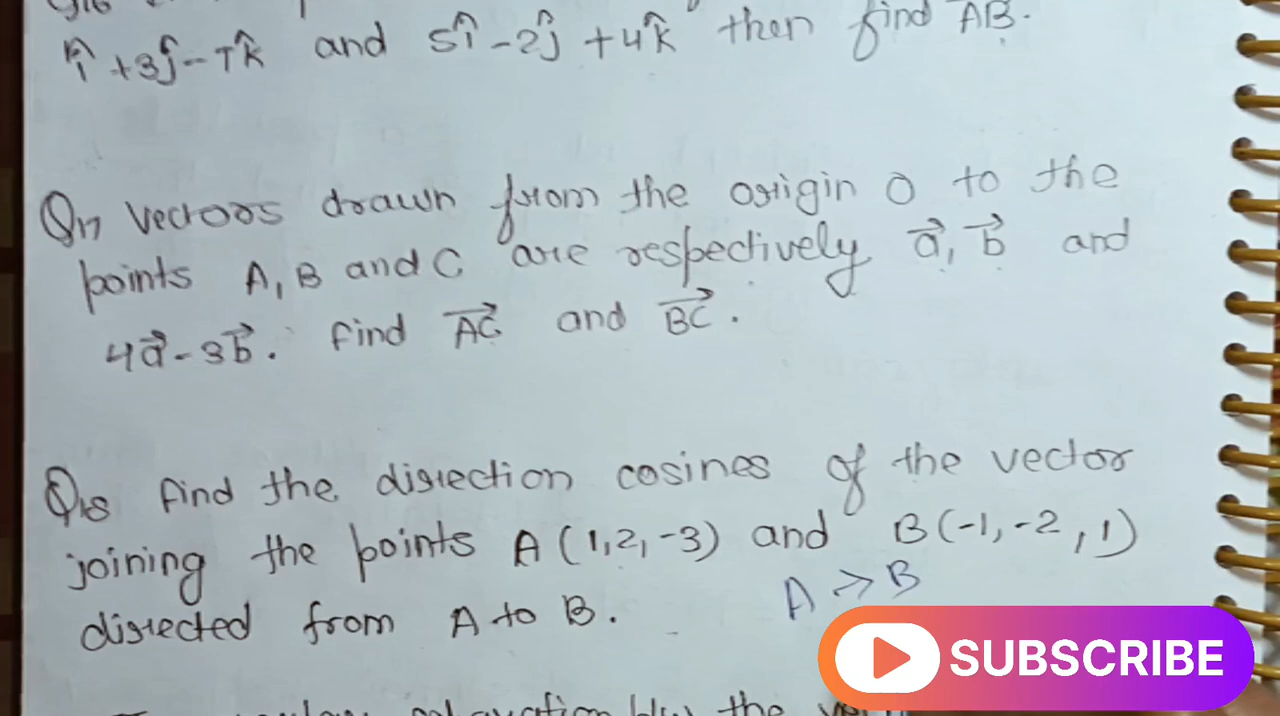 î + 3ĵ - 7k̂ and 5î - 2ĵ + 4k̂ then find AB.
Q17 vectors drawn from the origin O to the
points A, B and C are respectively a⃗, b⃗ and
4a⃗ - 3b⃗. find AC⃗ and BC⃗.
Q18 find the direction cosines of the vector
joining the points A (1,2,-3) and B(-1,-2,1)
directed from A to B.
A > B
SUBSCRIBE
the